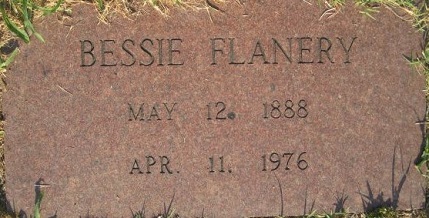 BESSIE FLANERY
MAY 12. 1888
APR. 11. 1976